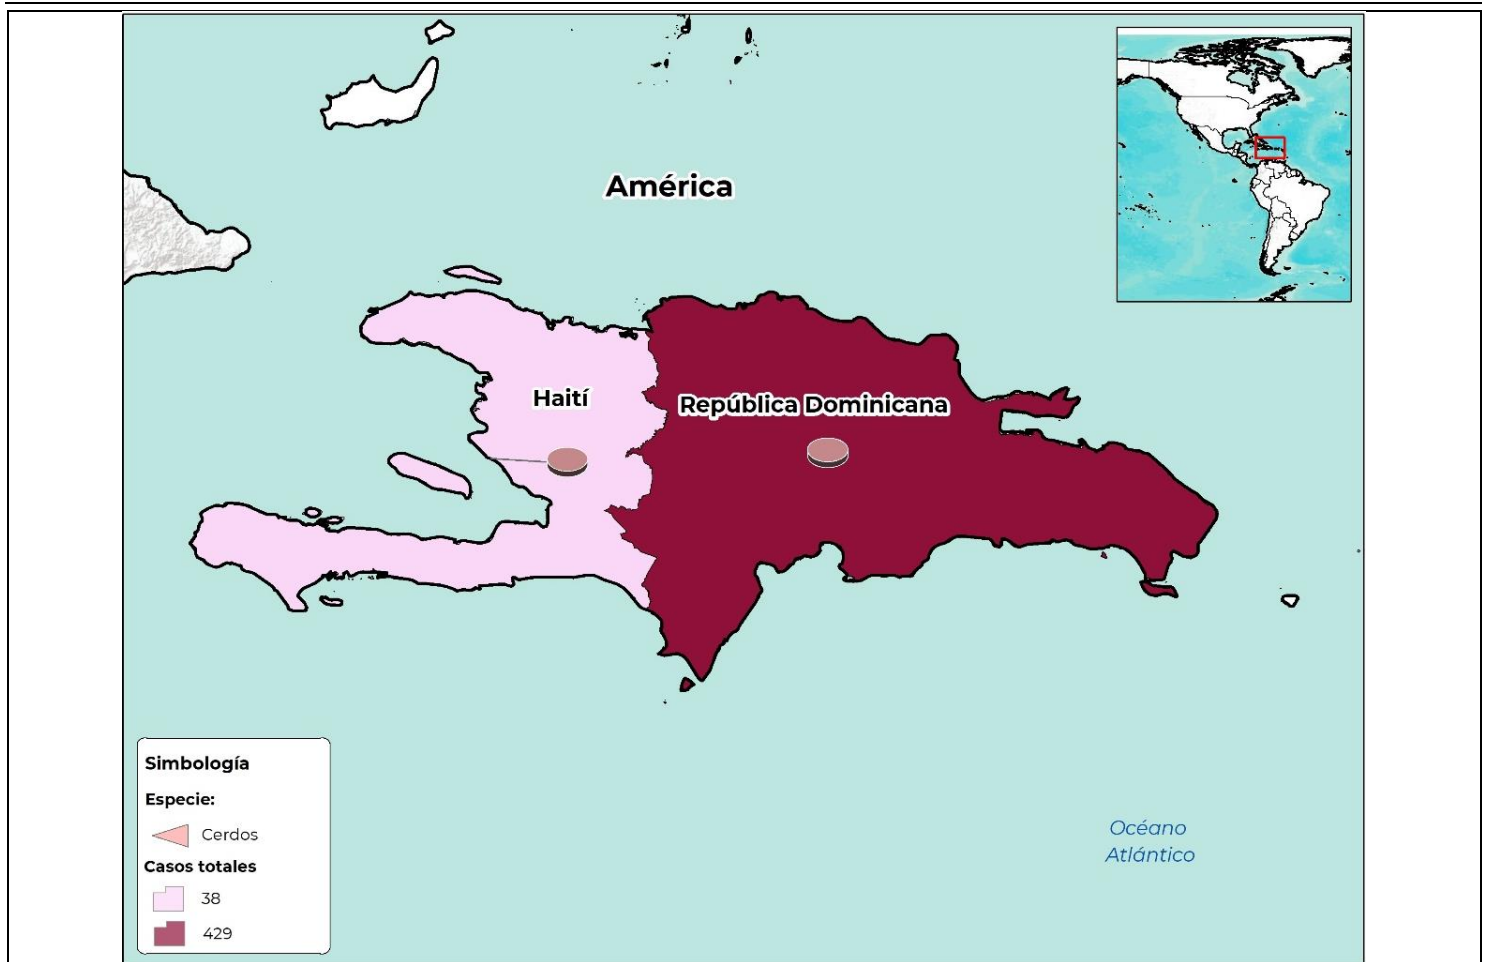 América
Haití
República Dominicana
Simbología
Especie:
Cerdos
Casos totales
38
429
Océano
Atlántico